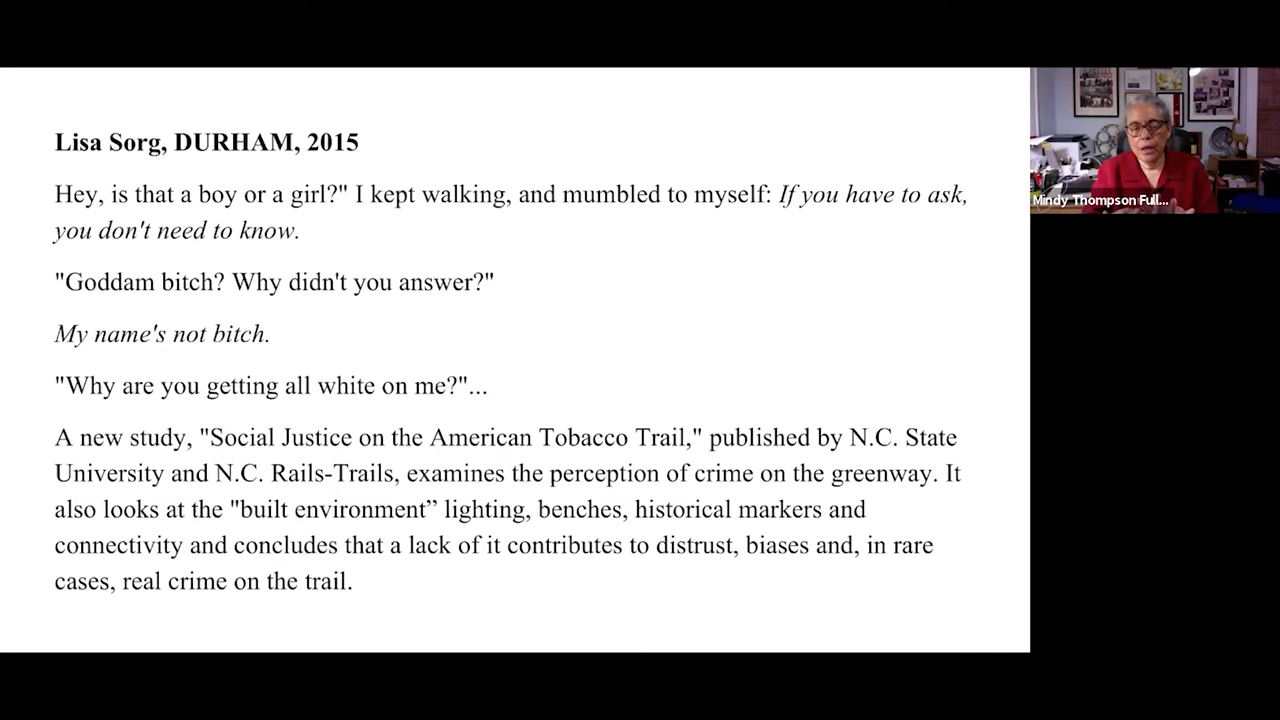 Lisa Sorg, DURHAM, 2015
Hey, is that a boy or a girl?" I kept walking, and mumbled to myself: If you have to ask,
you don't need to know.
"Goddam bitch? Why didn't you answer?"
My name's not bitch.
"Why are you getting all white on me?"...
A new study, "Social Justice on the American Tobacco Trail," published by N.C. State
University and N.C. Rails-Trails, examines the perception of crime on the greenway. It
also looks at the "built environment” lighting, benches, historical markers and
connectivity and concludes that a lack of it contributes to distrust, biases and, in rare
cases, real crime on the trail.
Mindy Thompson Full...